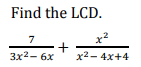 Find the LCD.
7/(3x²– 6x) + x²/(x²– 4x+4)